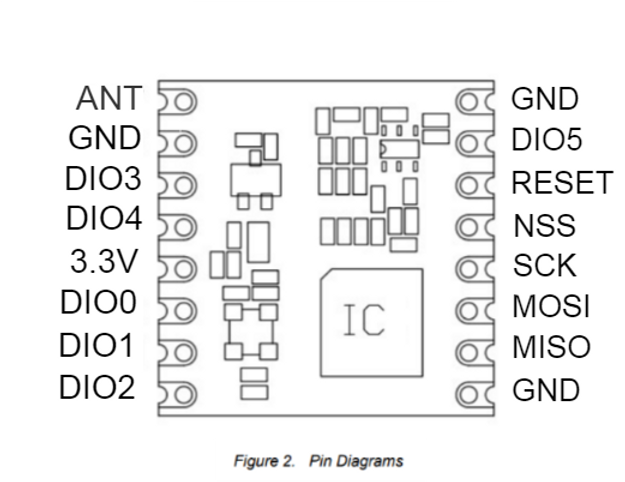 ANT
GND
DIO3
DIO4
3.3V
DIO0
DIO1
DIO2
GND
DIO5
RESET
NSS
SCK
MOSI
MISO
GND
IC
Figure 2. Pin Diagrams